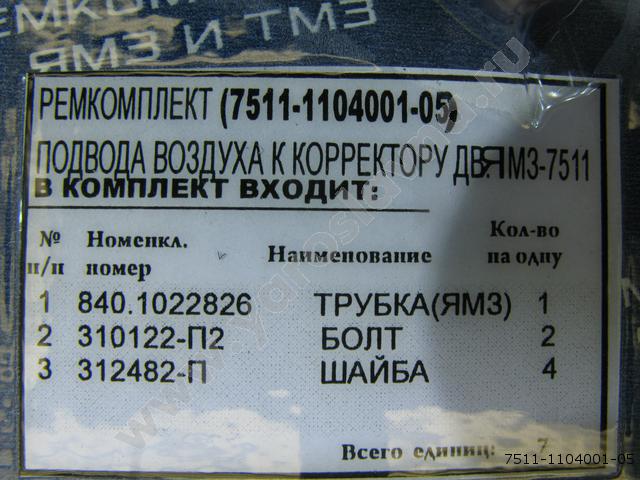 ЕМКОМП
ЯМЗ И ТМЗ
РЕМКОМПЛЕКТ (7511-1104001-05)
ПОДВОДА ВОЗДУХА К КОРРЕКТОРУ ДВ.ЯМЗ-7511
В КОМПЛЕКТ ВХОДИТ:
№ п/п Номенкл. номер Наименование Кол-во на одну
1 840.1022826 ТРУБКА(ЯМЗ) 1
2 310122-П2 БОЛТ 2
3 312482-П ШАЙБА 4
Всего единиц: 7
7511-1104001-05